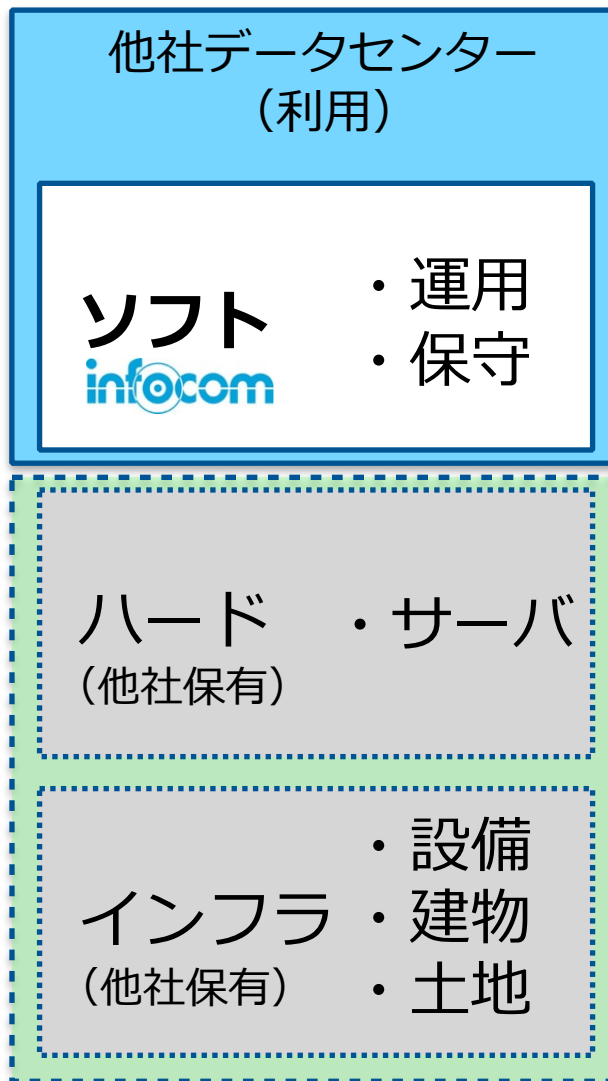 他社データセンター
（利用）
ソフト
infocom
・運用
・保守
ハード
（他社保有）
・サーバ
インフラ
（他社保有）
・設備
・建物
・土地